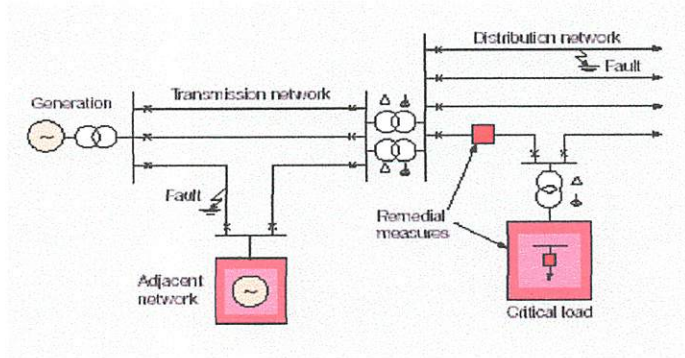 Distribution network
Fault
Generation
Transmission network
Fault
Remedial
measures
Adjacent
network
Critical load